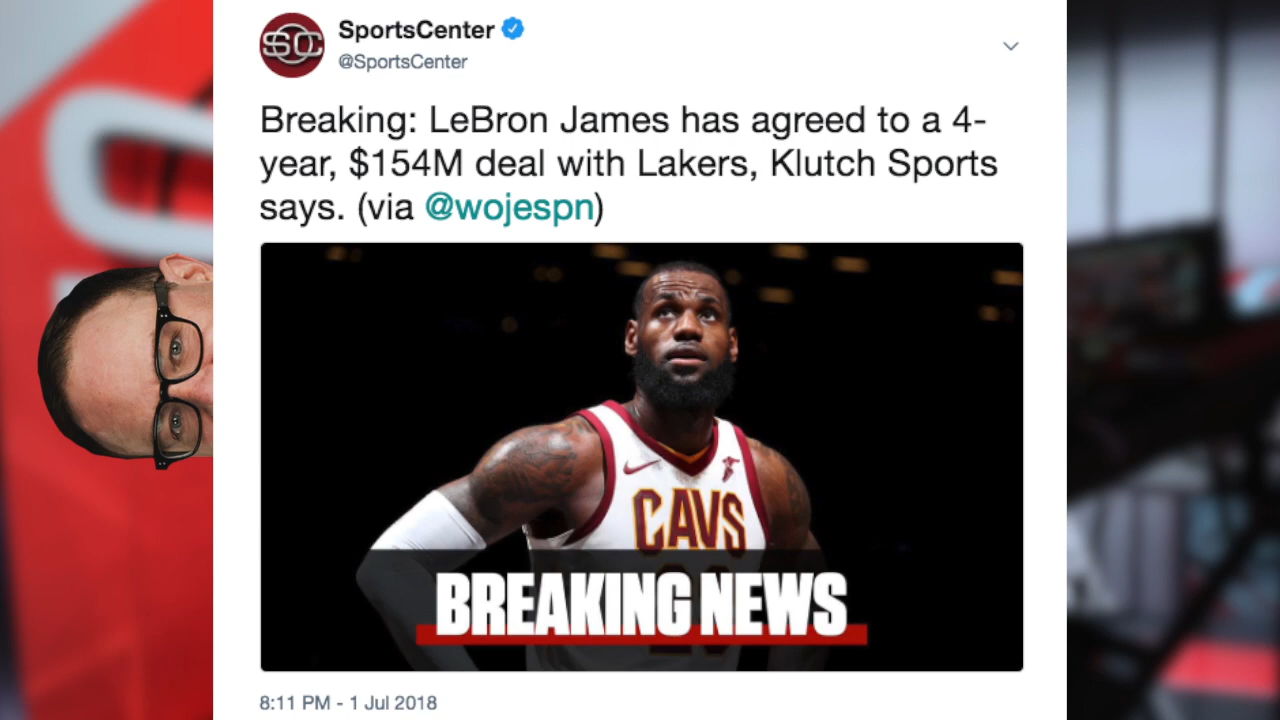 SC
SportsCenter
@SportsCenter
Breaking: LeBron James has agreed to a 4-
year, $154M deal with Lakers, Klutch Sports
says. (via @wojespn)
CAVS
BREAKING NEWS
8:11 PM - 1 Jul 2018